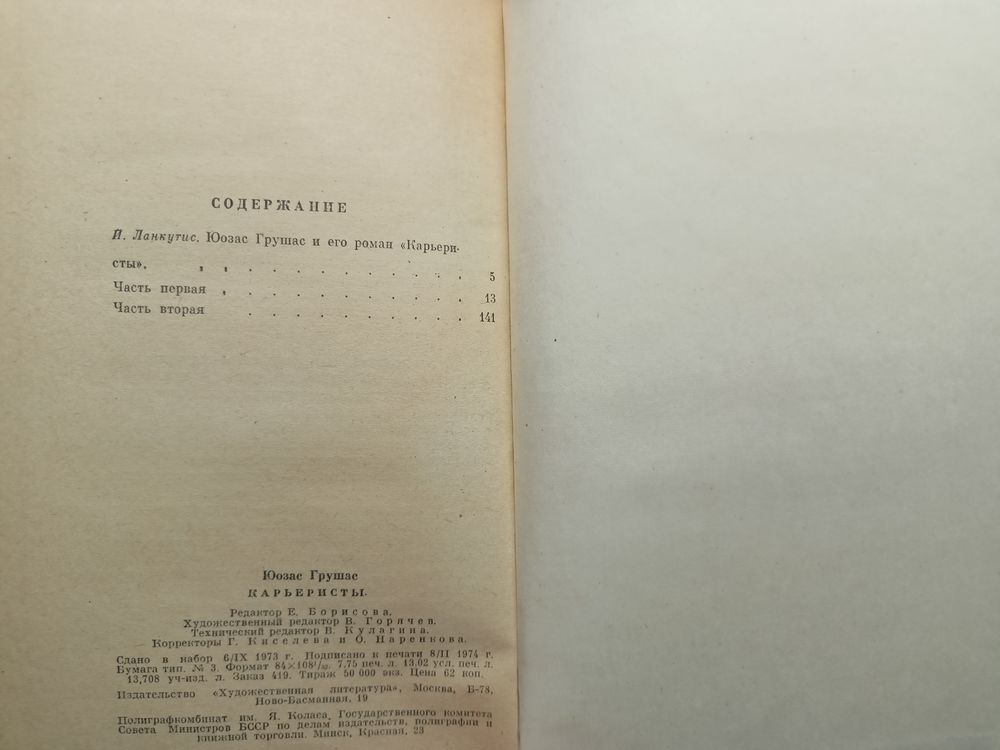 СОДЕРЖАНИЕ
Й. Ланкутис. Юозас Грушас и его роман «Карьери-
сты». . . . . . . . . . . . . . 5
Часть первая . . . . . . . . . . . 13
Часть вторая . . . . . . . . . . 141
Юозас Грушас
КАРЬЕРИСТЫ.
Редактор Е. Борисова.
Художественный редактор В. Горячев.
Технический редактор В. Кулагина.
Корректоры Г. Киселева и О. Наренкова.
Сдано в набор 6/IX 1973 г. Подписано к печати 8/II 1974 г.
Бумага тип. № 3. Формат 84×108¹/₃₂. 7,75 печ. л. 13,02 усл. печ. л.
13,708 уч-изд. л. Заказ 419. Тираж 50 000 экз. Цена 62 коп.
Издательство «Художественная литература», Москва, Б-78,
Ново-Басманная, 19
Полиграфкомбинат им. Я. Коласа, Государственного комитета
Совета Министров БССР по делам издательств, полиграфии и
книжной торговли. Минск, Красная, 23